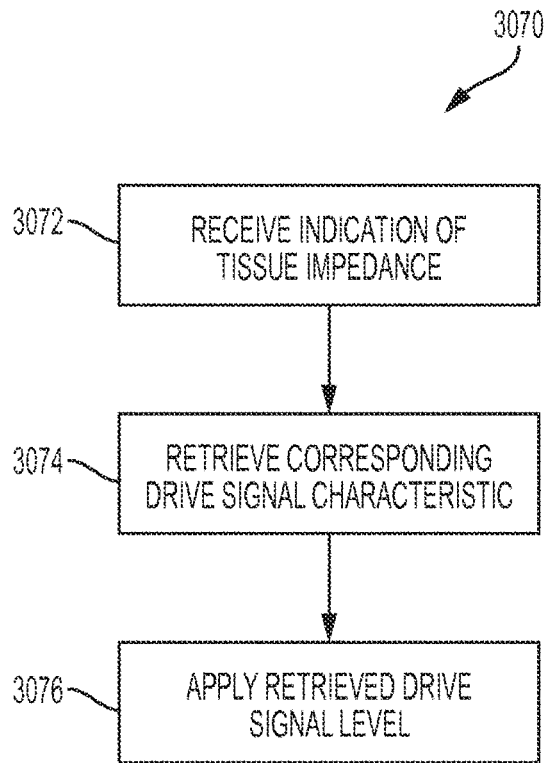 3070
3072
RECEIVE INDICATION OF
TISSUE IMPEDANCE
3074
RETRIEVE CORRESPONDING
DRIVE SIGNAL CHARACTERISTIC
3076
APPLY RETRIEVED DRIVE
SIGNAL LEVEL